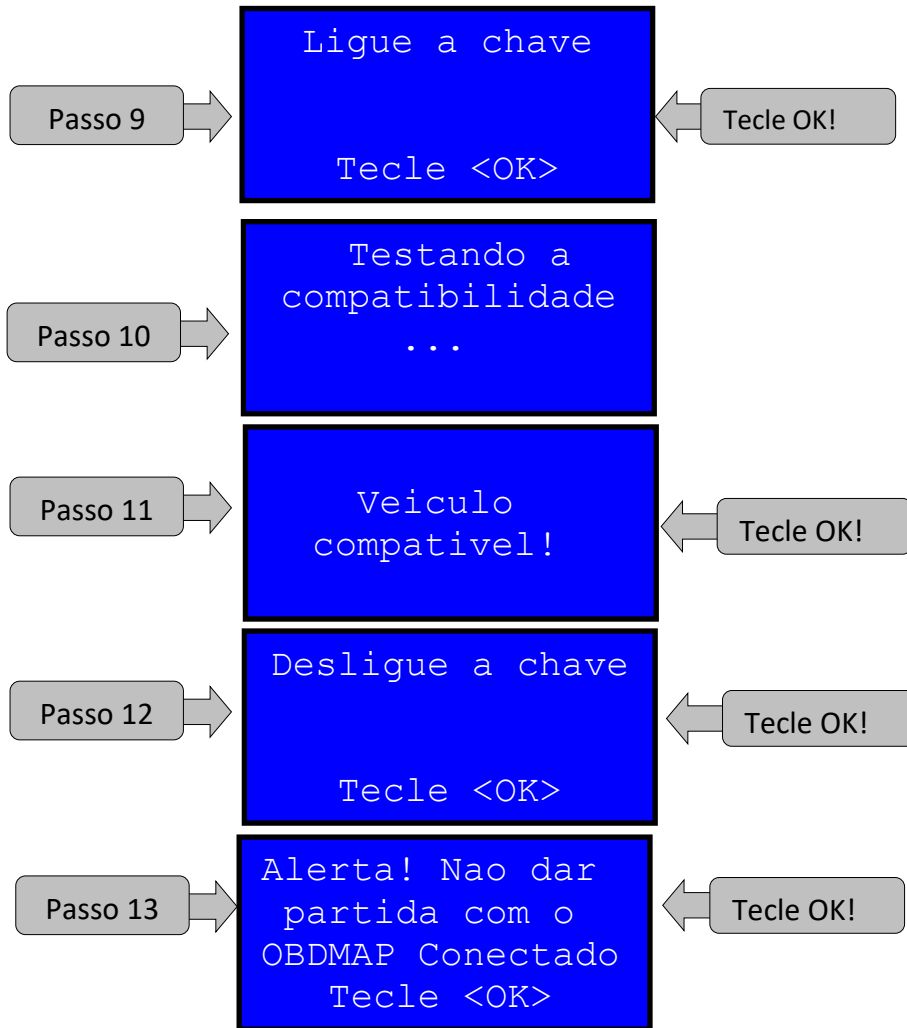 Ligue a chave
Passo 9
Tecle OK!
Tecle <OK>
Testando a
compatibilidade
Passo 10
...
Passo 11
Veiculo
compativel!
Tecle OK!
Desligue a chave
Passo 12
Tecle OK!
Tecle <OK>
Alerta! Nao dar
partida com o
Passo 13
Tecle OK!
OBDMAP Conectado
Tecle <OK>